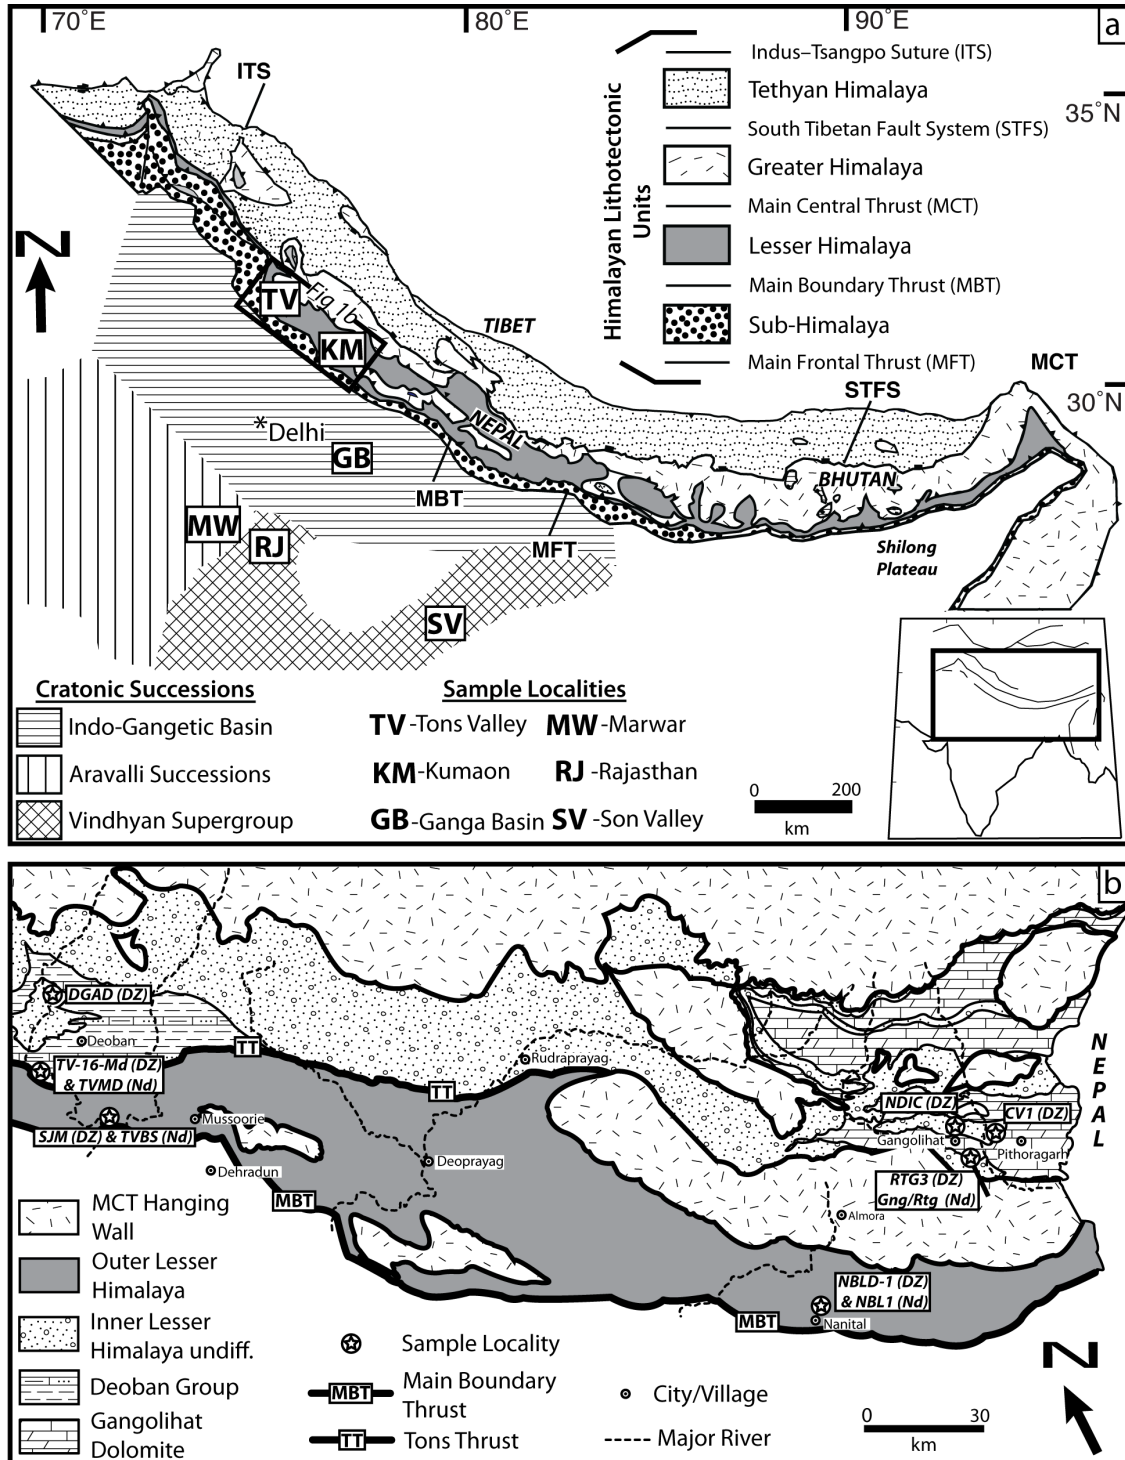 70°E
80°E
90°E
a
ITS
Himalayan Lithotectonic
Units
Indus–Tsangpo Suture (ITS)
Tethyan Himalaya
South Tibetan Fault System (STFS)
Greater Himalaya
Main Central Thrust (MCT)
Lesser Himalaya
Main Boundary Thrust (MBT)
Sub-Himalaya
Main Frontal Thrust (MFT)
35°N
N
TV
Fig 1b
TIBET
KM
MCT
STFS
30°N
*Delhi
NEPAL
GB
BHUTAN
MBT
MW
RJ
MFT
Shilong
Plateau
SV
Cratonic Successions
Indo-Gangetic Basin
Aravalli Successions
Vindhyan Supergroup
Sample Localities
TV -Tons Valley
MW -Marwar
KM -Kumaon
RJ -Rajasthan
GB -Ganga Basin
SV -Son Valley
0 200
km
b
DGAD (DZ)
Deoban
TT
TV-16-Md (DZ)
& TVMD (Nd)
Rudraprayag
TT
Mussoorie
SJM (DZ) & TVBS (Nd)
Dehradun
Deoprayag
MBT
NDIC (DZ)
CV1 (DZ)
Gangolihat
Pithoragarh
RTG3 (DZ)
Gng/Rtg (Nd)
NEPAL
Almora
NBLD-1 (DZ)
& NBL1 (Nd)
MBT
Nanital
MCT Hanging
Wall
Outer Lesser
Himalaya
Inner Lesser
Himalaya undiff.
Deoban Group
Gangolihat
Dolomite
Sample Locality
MBT
Main Boundary
Thrust
TT
Tons Thrust
City/Village
Major River
0 30
km
N